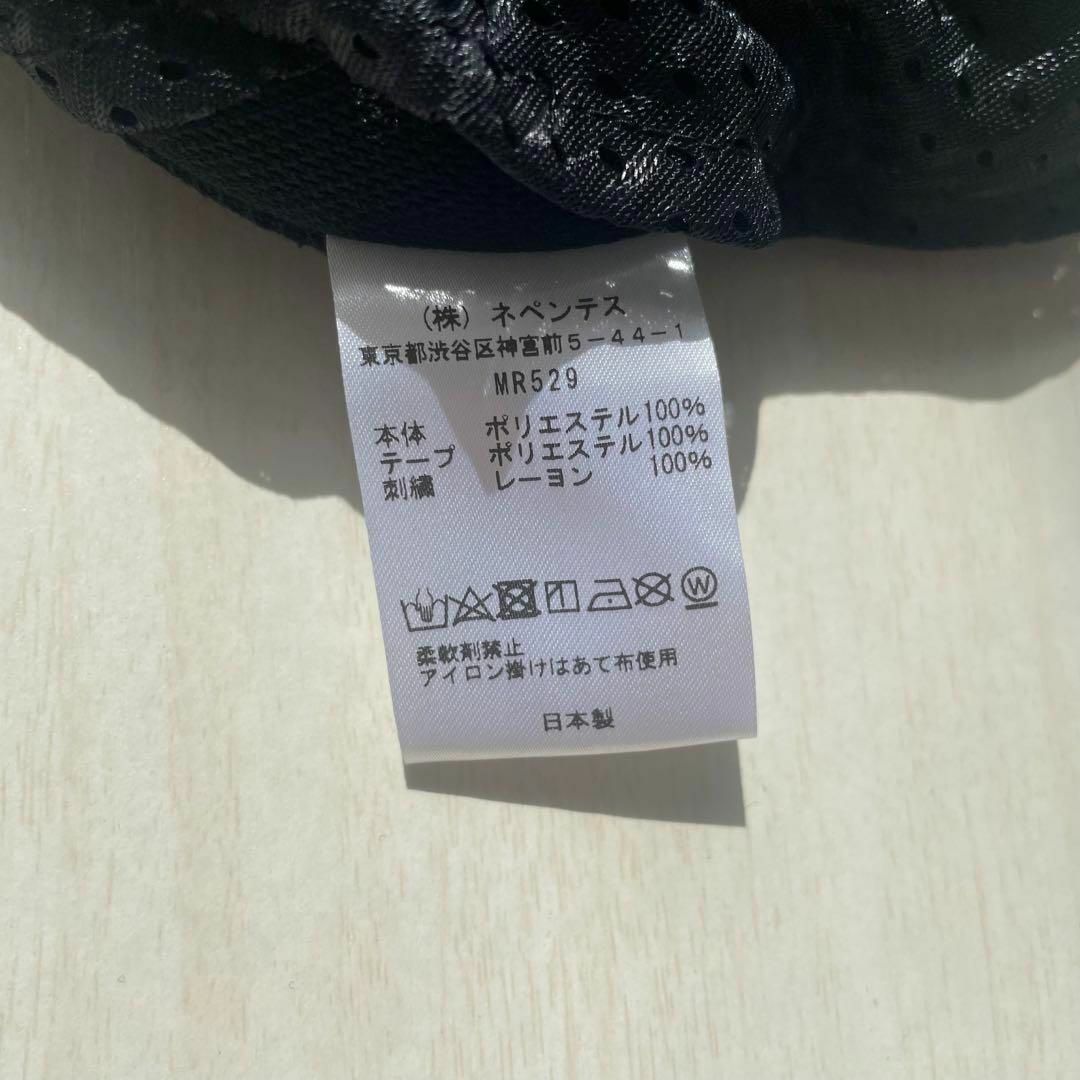 (株) ネペンテス
東京都渋谷区神宮前5-44-1
MR529
本体 ポリエステル100%
テープ ポリエステル100%
刺繍 レーヨン 100%
W
柔軟剤禁止
アイロン掛けはあて布使用
日本製